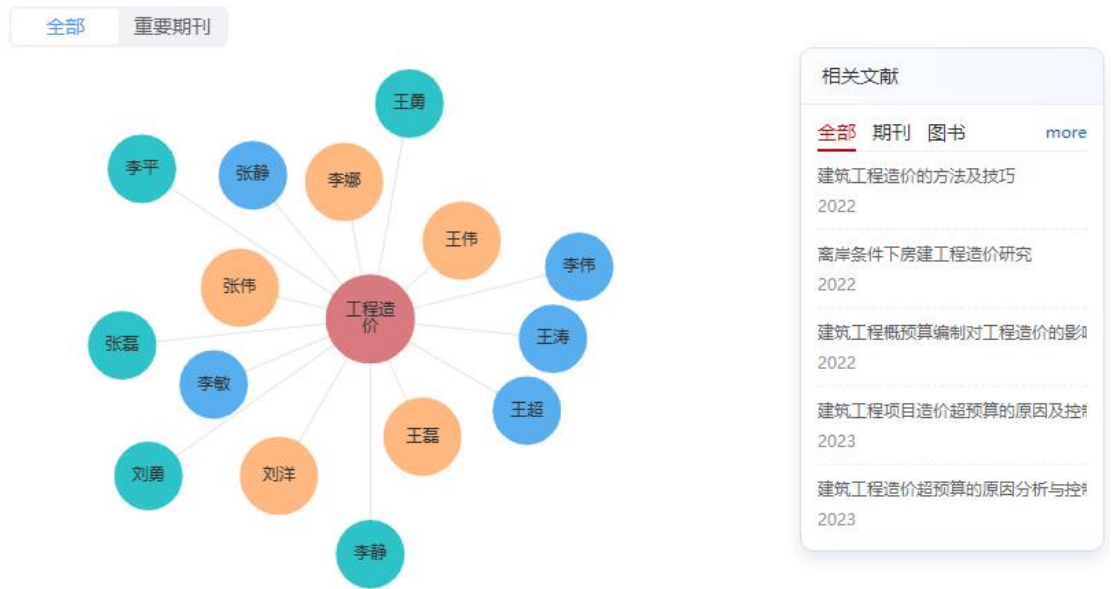 全部 重要期刊
王勇
李平
张静
李娜
王伟
李伟
张伟
工程造
价
王涛
张磊
李敏
王超
王磊
刘勇
刘洋
李静
相关文献
全部 期刊 图书 more
建筑工程造价的方法及技巧
2022
离岸条件下房建工程造价研究
2022
建筑工程概预算编制对工程造价的影
2022
建筑工程项目造价超预算的原因及控
2023
建筑工程造价超预算的原因分析与控
2023